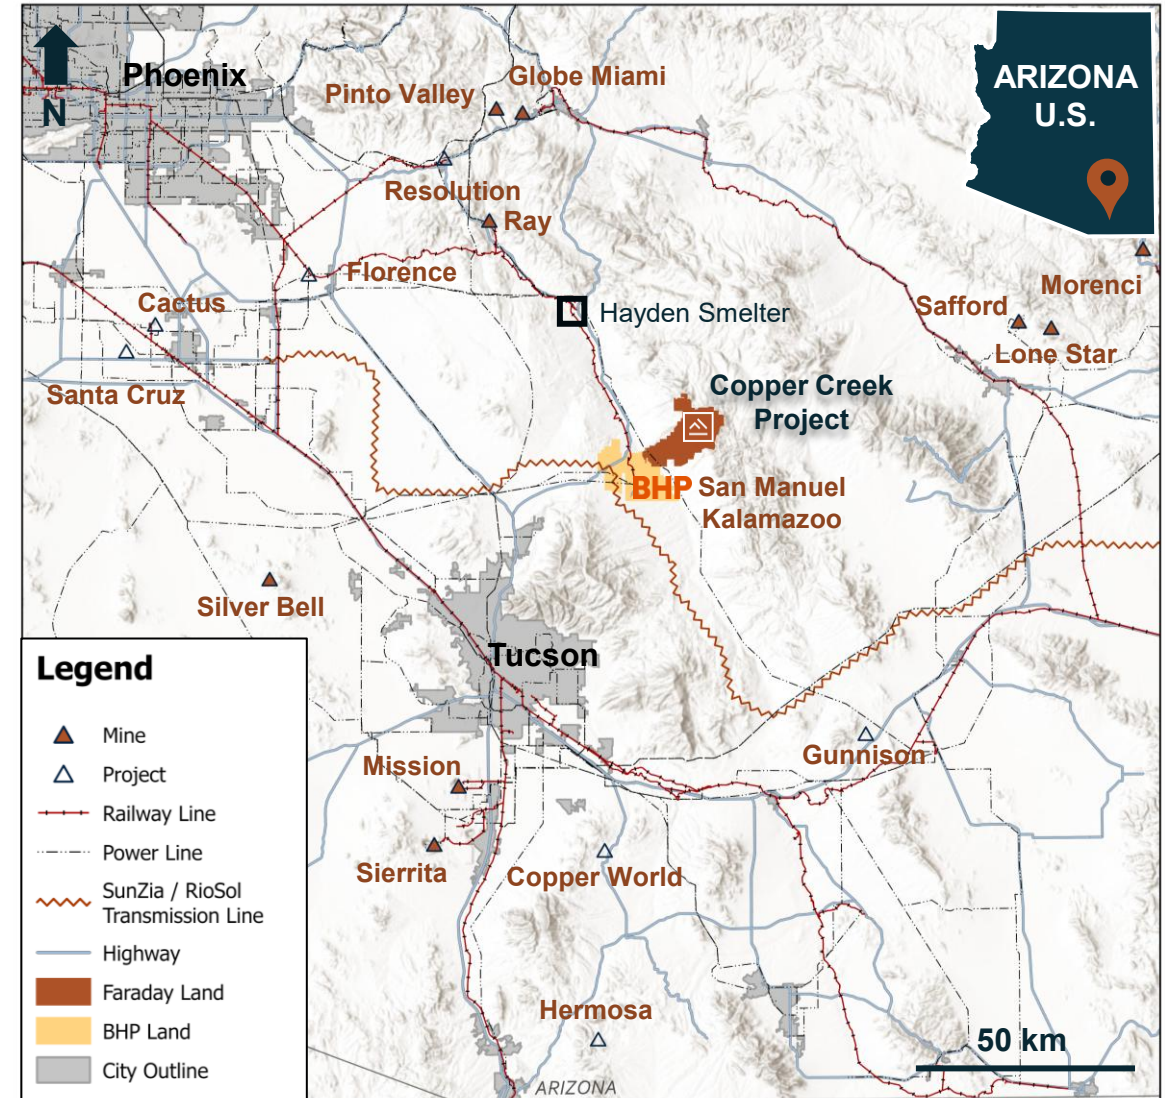 N
Phoenix
Pinto Valley
Globe Miami
ARIZONA
U.S.
Resolution
Ray
Florence
Morenci
Cactus
Hayden Smelter
Safford
Lone Star
Santa Cruz
Copper Creek
Project
BHP
San Manuel
Kalamazoo
Silver Bell
Tucson
Gunnison
Mission
Sierrita
Copper World
Hermosa
50 km
ARIZONA
Legend
Mine
Project
Railway Line
Power Line
SunZia / RioSol
Transmission Line
Highway
Faraday Land
BHP Land
City Outline